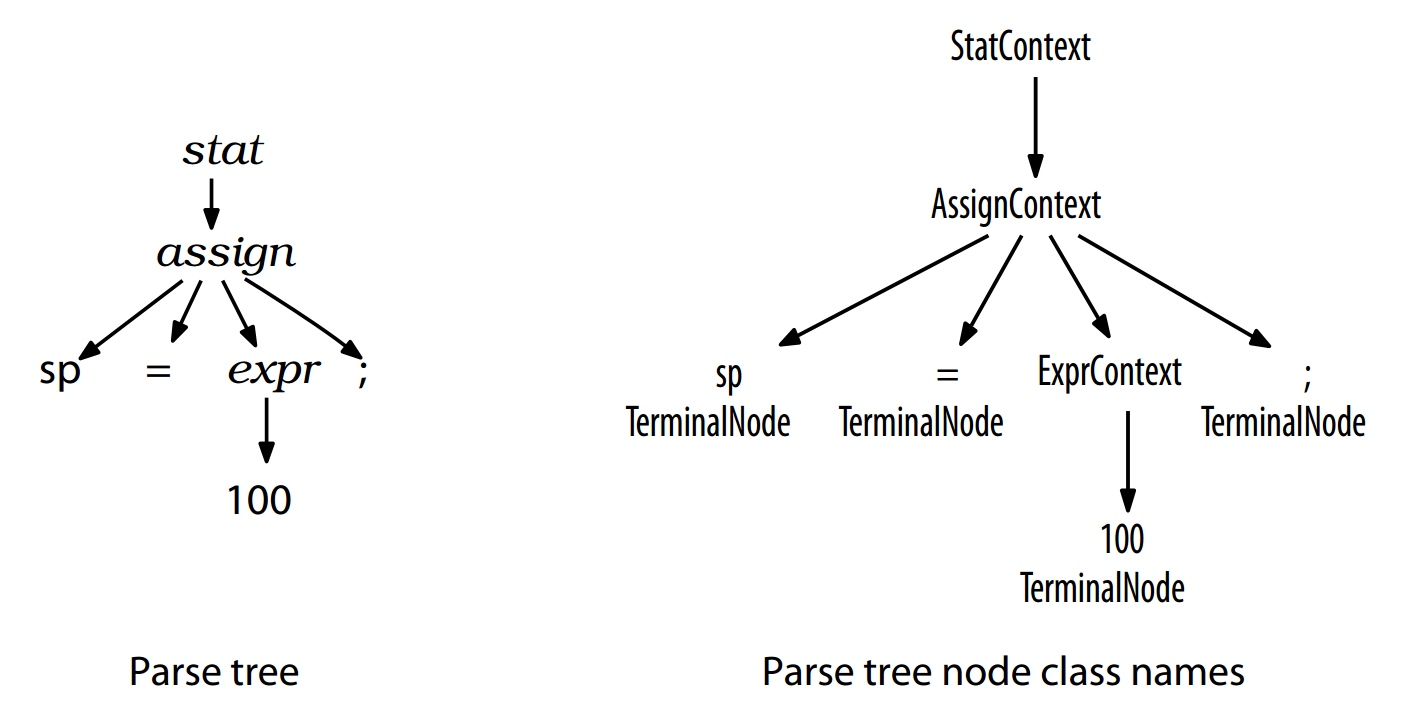 stat
assign
sp = expr ;
100
Parse tree
StatContext
AssignContext
sp = ExprContext ;
TerminalNode TerminalNode TerminalNode
100
TerminalNode
Parse tree node class names